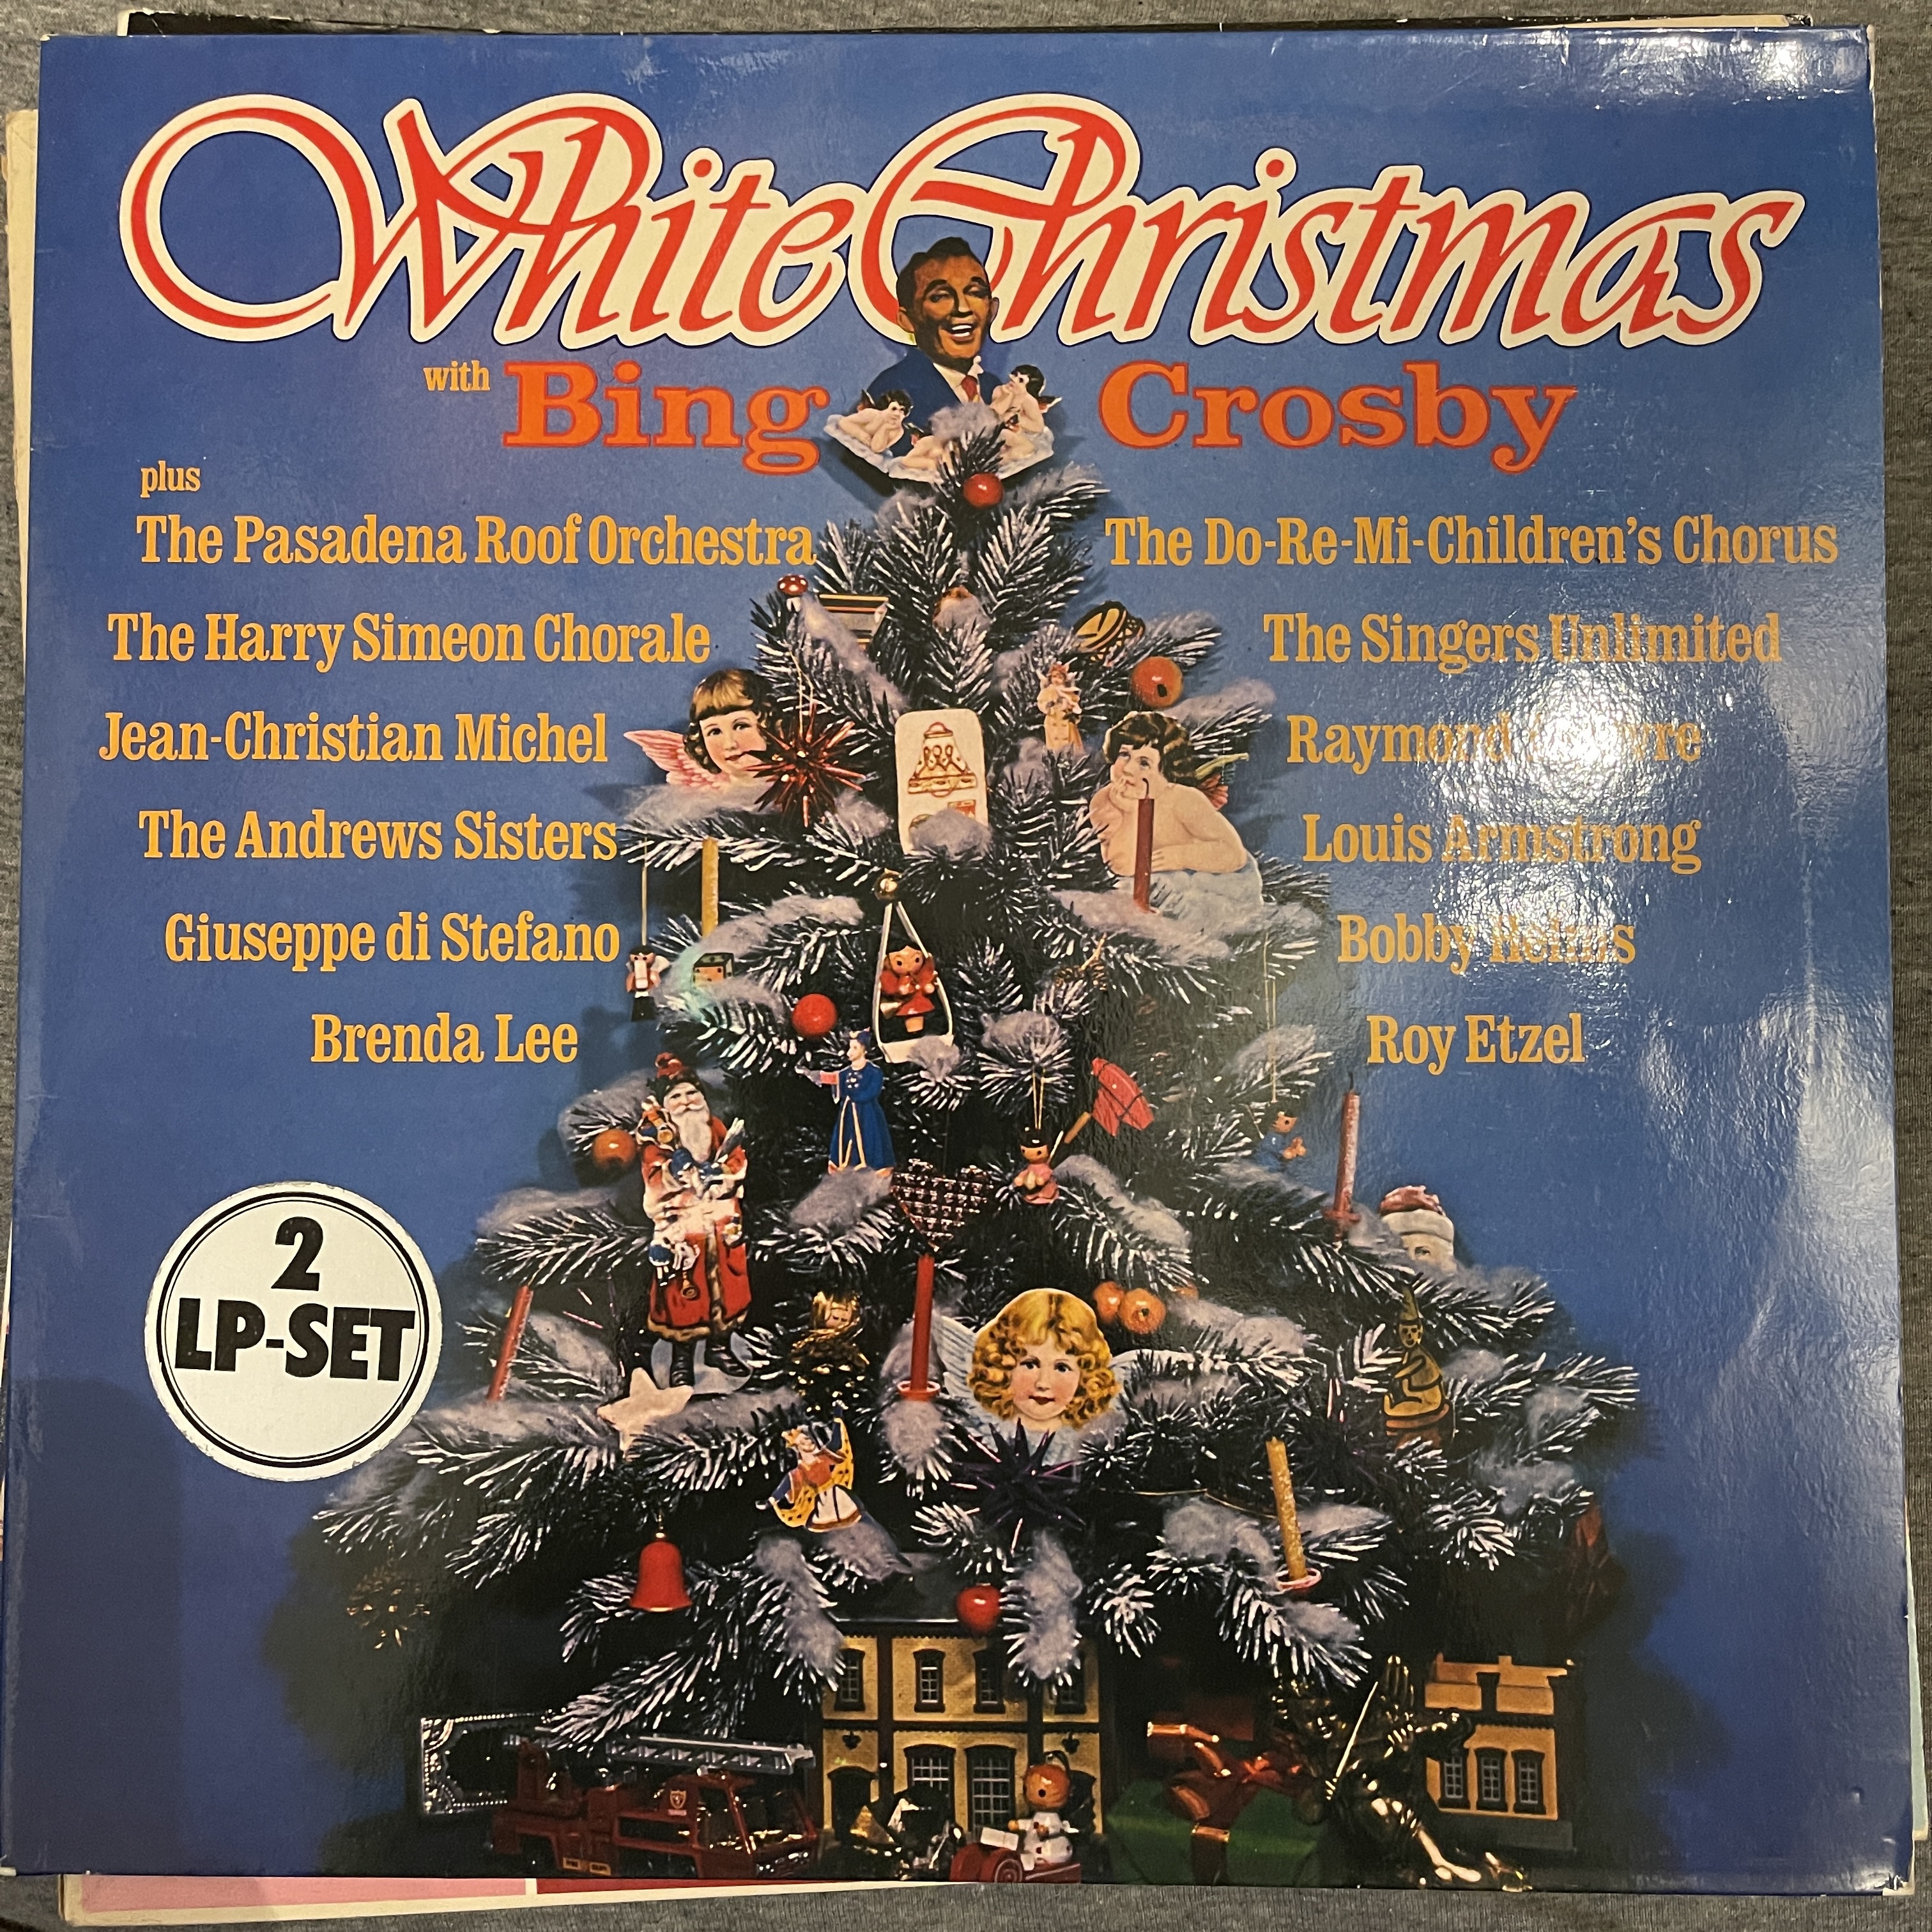 White Christmas
with Bing Crosby
plus
The Pasadena Roof Orchestra
The Harry Simeon Chorale
Jean-Christian Michel
The Andrews Sisters
Giuseppe di Stefano
Brenda Lee
The Do-Re-Mi-Children's Chorus
The Singers Unlimited
Raymond
Louis Armstrong
Bobby
Roy Etzel
2
LP-SET